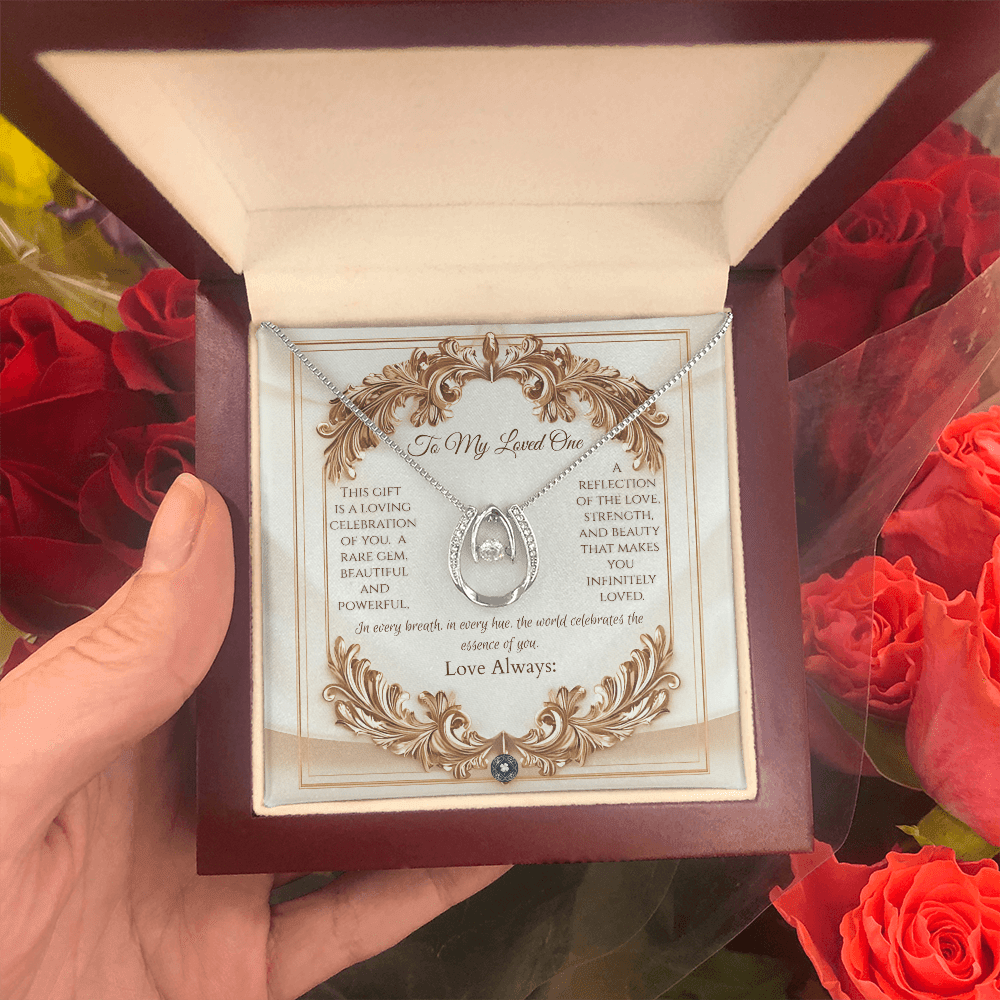 To My Loved One
This gift
is a loving
celebration
of you, a
rare gem,
beautiful
and
powerful,
a
reflection
of the love,
strength,
and beauty
that makes
you
infinitely
loved.
In every breath, in every hue, the world celebrates the
essence of you.
Love Always: